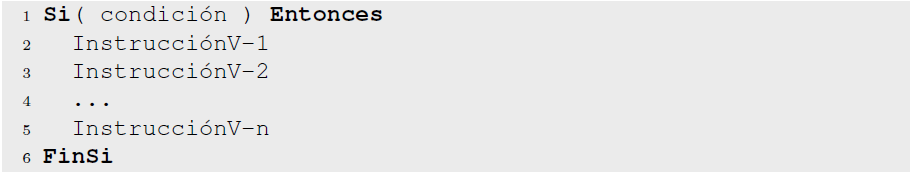 1 Si( condición ) Entonces
2 InstrucciónV-1
3 InstrucciónV-2
4 ...
5 InstrucciónV-n
6 FinSi